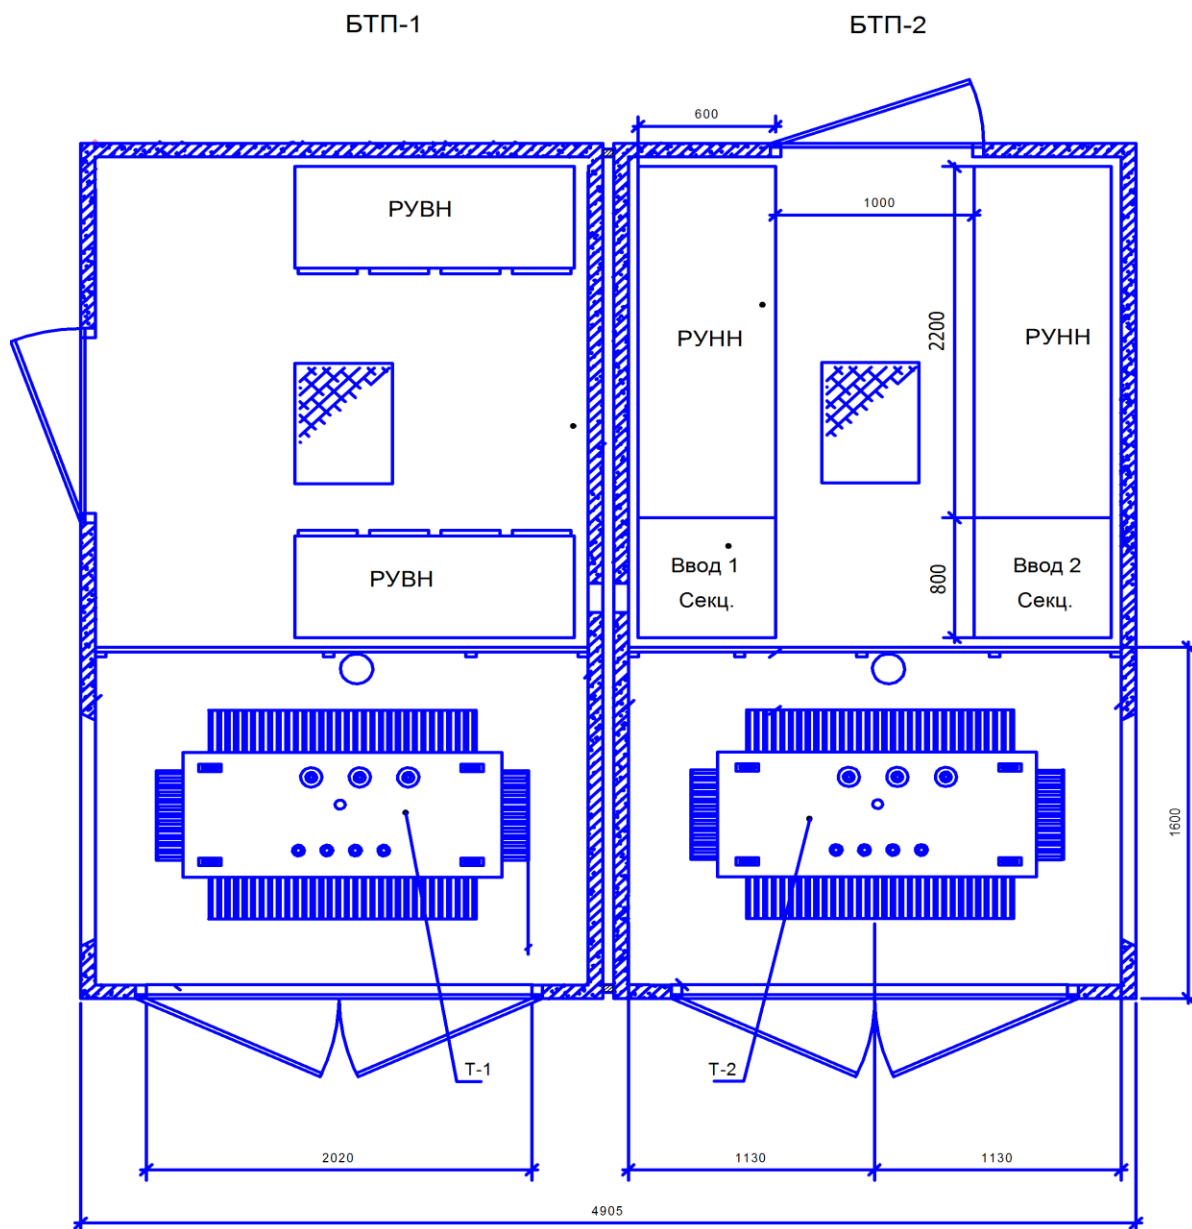 БТП-1
БТП-2
600
РУВН
1000
РУНН
2200
РУНН
РУВН
Ввод 1
Секц.
800
Ввод 2
Секц.
1600
Т-1
Т-2
2020
1130
1130
4905